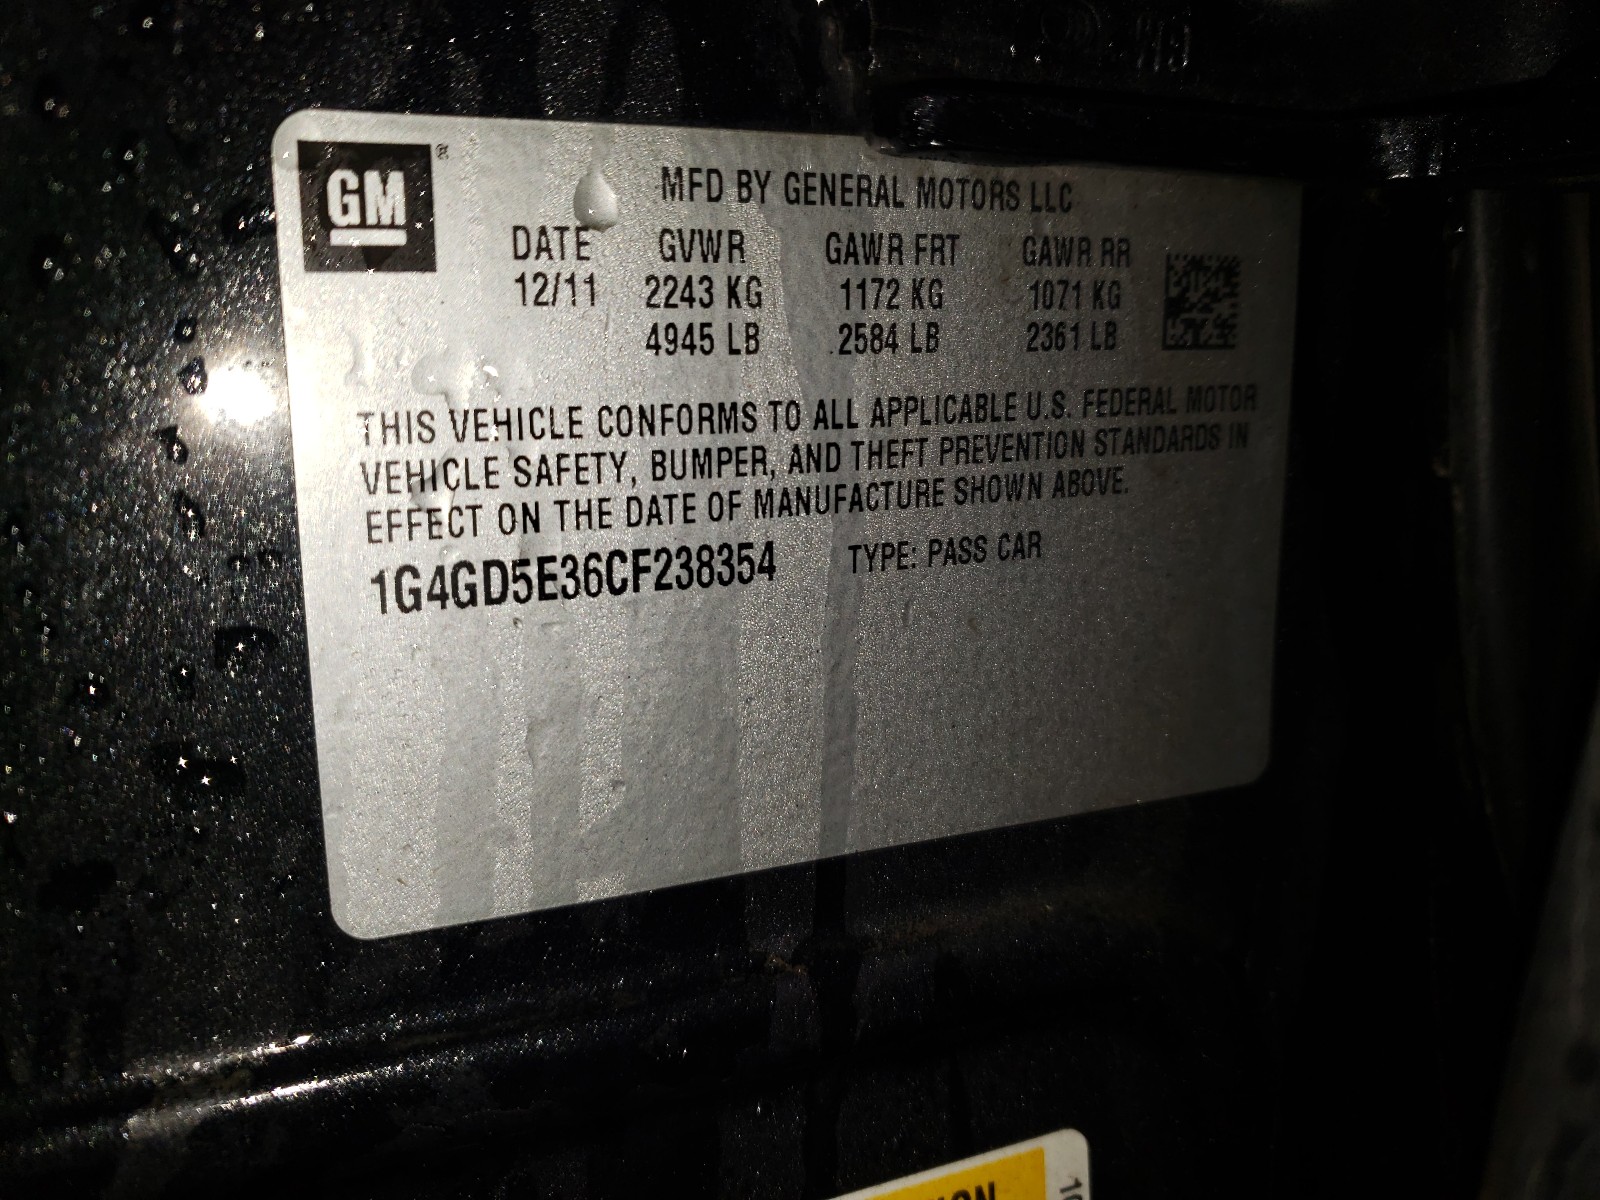 GM ®
MFD BY GENERAL MOTORS LLC
DATE GVWR GAWR FRT GAWR RR
12/11 2243 KG 1172 KG 1071 KG
4945 LB 2584 LB 2361 LB
THIS VEHICLE CONFORMS TO ALL APPLICABLE U.S. FEDERAL MOTOR
VEHICLE SAFETY, BUMPER, AND THEFT PREVENTION STANDARDS IN
EFFECT ON THE DATE OF MANUFACTURE SHOWN ABOVE.
1G4GD5E36CF238354 TYPE: PASS CAR